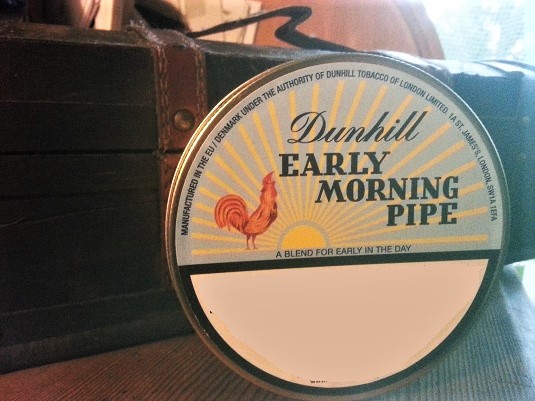 MANUFACTURED IN THE EU / DENMARK UNDER THE AUTHORITY OF DUNHILL TOBACCO OF LONDON LIMITED, 1A ST. JAMES'S, LONDON, SW1A 1EFA
Dunhill
EARLY
MORNING
PIPE
A BLEND FOR EARLY IN THE DAY